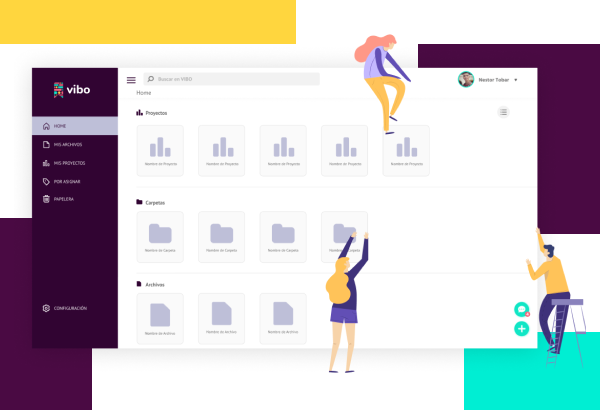 vibo
Buscar en VIBO
Nestor Tobar
Home
HOME
MIS ARCHIVOS
MIS PROYECTOS
POR ASIGNAR
PAPELERA
CONFIGURACIÓN
Proyectos
Nombre de Proyecto
Nombre de Proyecto
Nombre de Proyecto
Nombre de Proyecto
Nombre de Proyecto
Carpetas
Nombre de Carpeta
Nombre de Carpeta
Nombre de Carpeta
Carpeta
Archivos
Nombre de Archivo
Nombre de Archivo
Nombre de Archivo